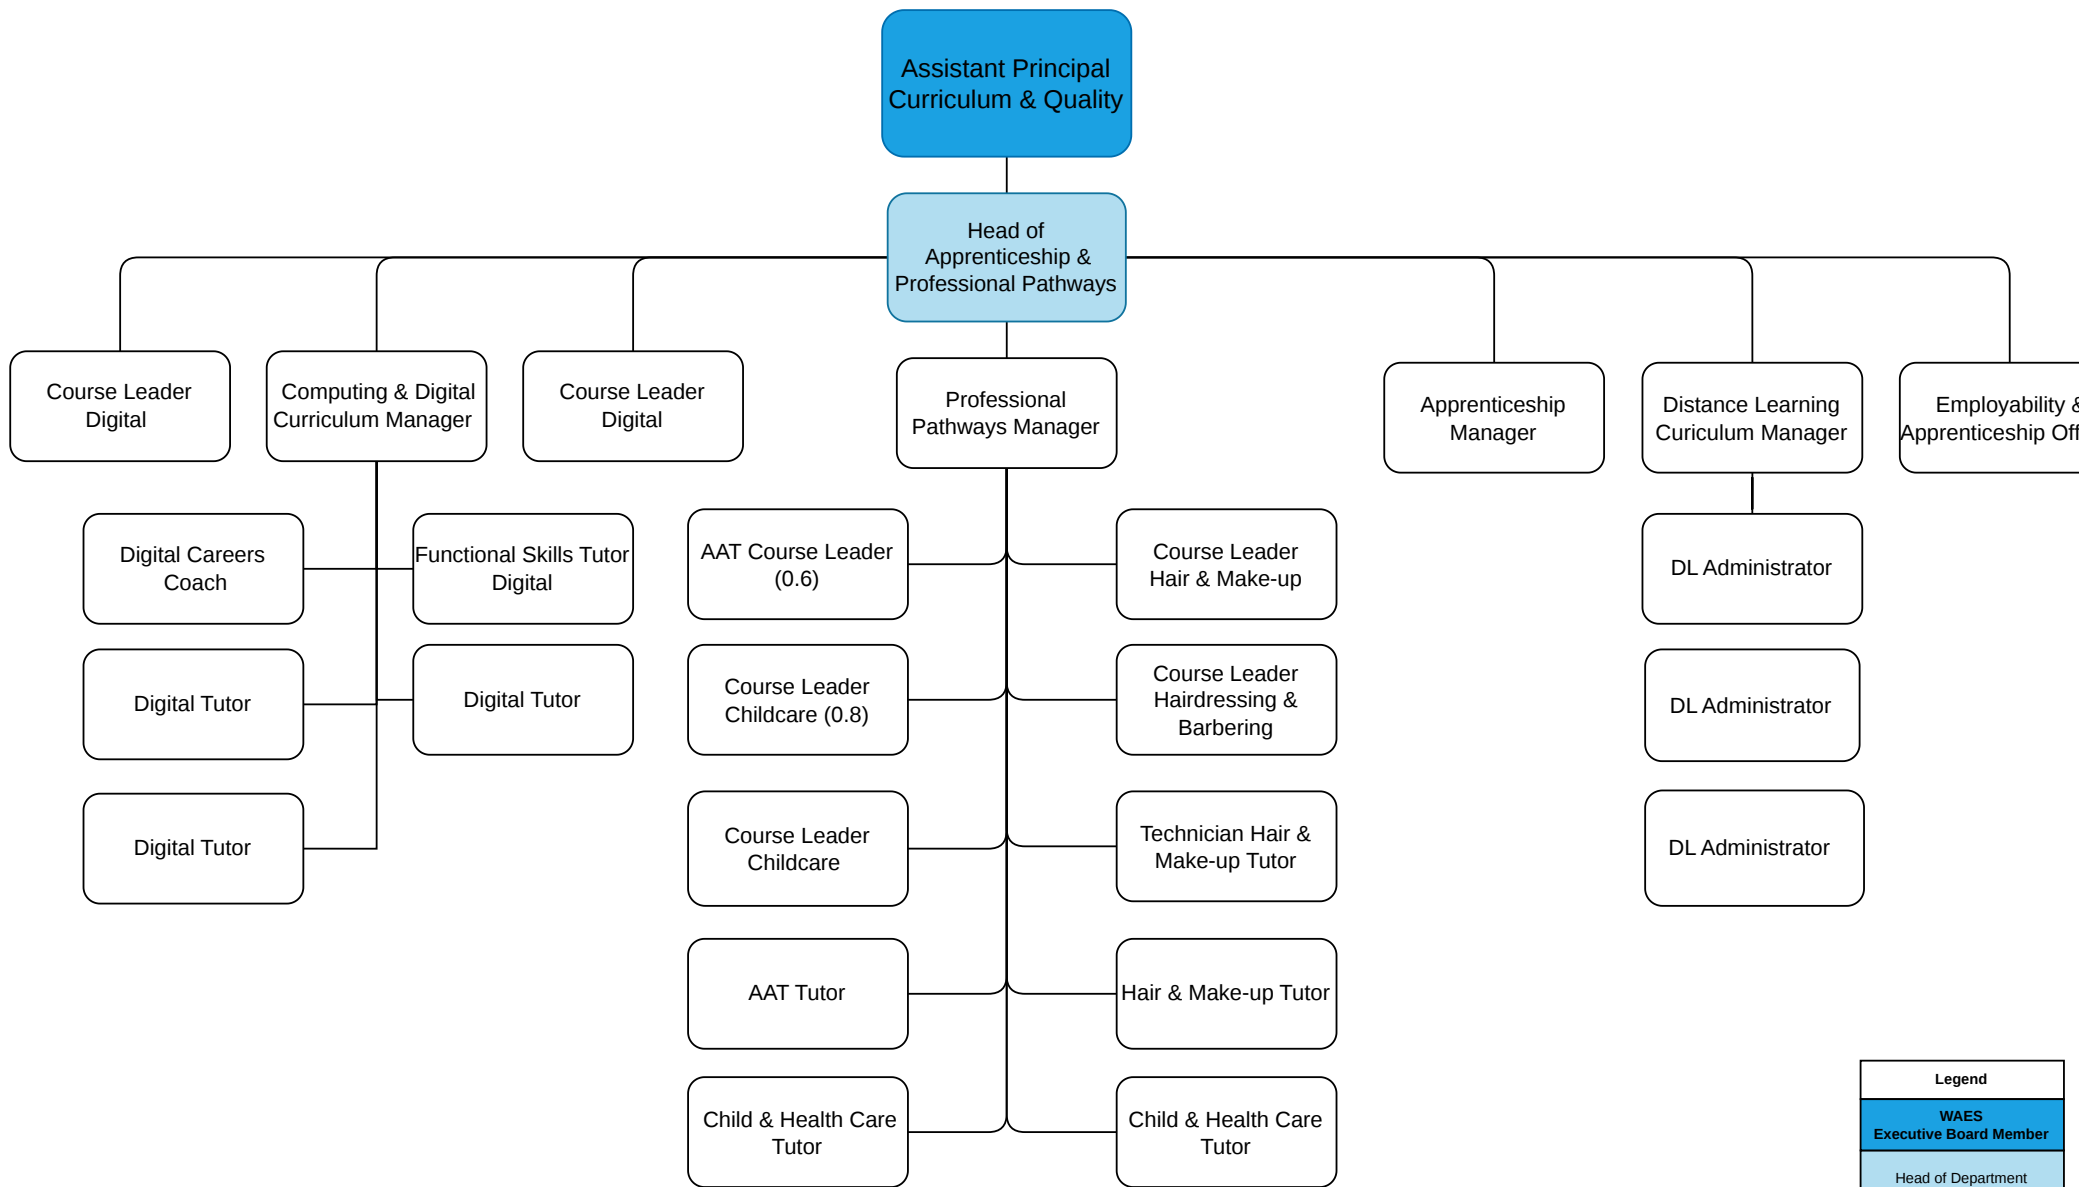 Assistant Principal
Curriculum & Quality
Head of
Apprenticeship &
Professional Pathways
Course Leader
Digital
Computing & Digital
Curriculum Manager
Course Leader
Digital
Professional
Pathways Manager
Apprenticeship
Manager
Distance Learning
Curiculum Manager
Employability &
Apprenticeship Off
Digital Careers
Coach
Functional Skills Tutor
Digital
Digital Tutor
Digital Tutor
Digital Tutor
AAT Course Leader
(0.6)
Course Leader
Hair & Make-up
Course Leader
Childcare (0.8)
Course Leader
Hairdressing &
Barbering
Course Leader
Childcare
Technician Hair &
Make-up Tutor
AAT Tutor
Hair & Make-up Tutor
Child & Health Care
Tutor
Child & Health Care
Tutor
DL Administrator
DL Administrator
DL Administrator
Legend
WAES
Executive Board Member
Head of Department